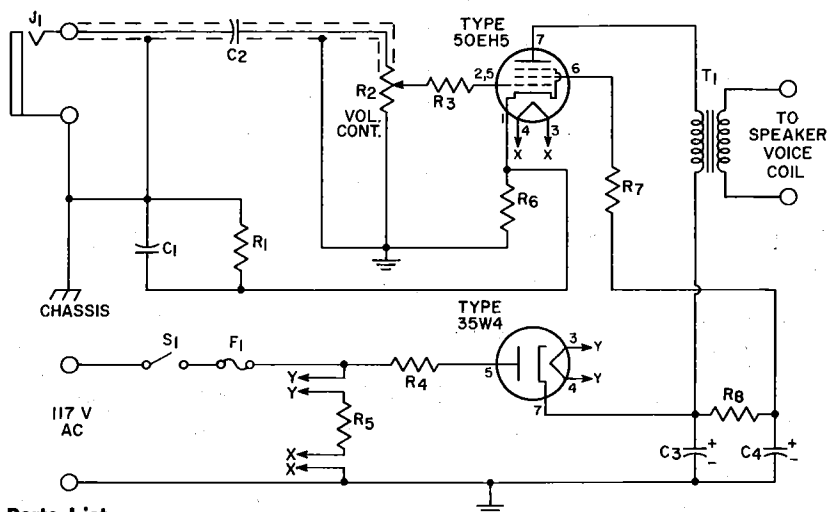 J1
C2
R2
VOL.
CONT.
R3
TYPE
50EH5
7
2,5
6
1
4
3
X
X
T1
TO
SPEAKER
VOICE
COIL
R7
R6
C1
R1
CHASSIS
TYPE
35W4
S1
F1
Y
Y
R4
5
3
Y
4
Y
7
R5
X
X
117 V
AC
R8
C3
+
-
C4
+
-
Parts List